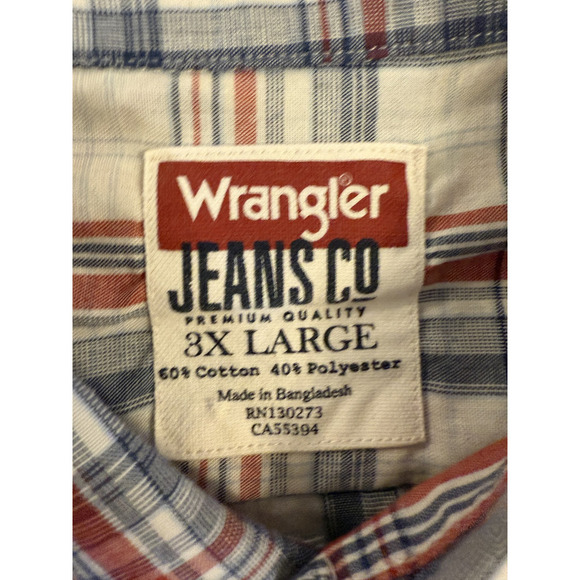 Wrangler®
JEANS CO
PREMIUM QUALITY
3X LARGE
60% Cotton 40% Polyester
Made in Bangladesh
RN130273
CA55394